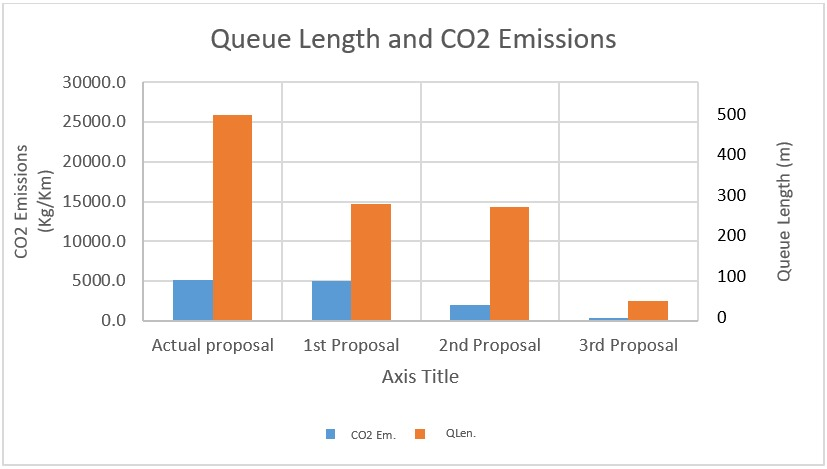 Queue Length and CO2 Emissions
30000.0
25000.0
20000.0
15000.0
10000.0
5000.0
0.0
CO2 Emissions
(Kg/Km)
500
400
300
200
100
0
Queue Length (m)
Actual proposal
1st Proposal
2nd Proposal
3rd Proposal
Axis Title
CO2 Em.
QLen.